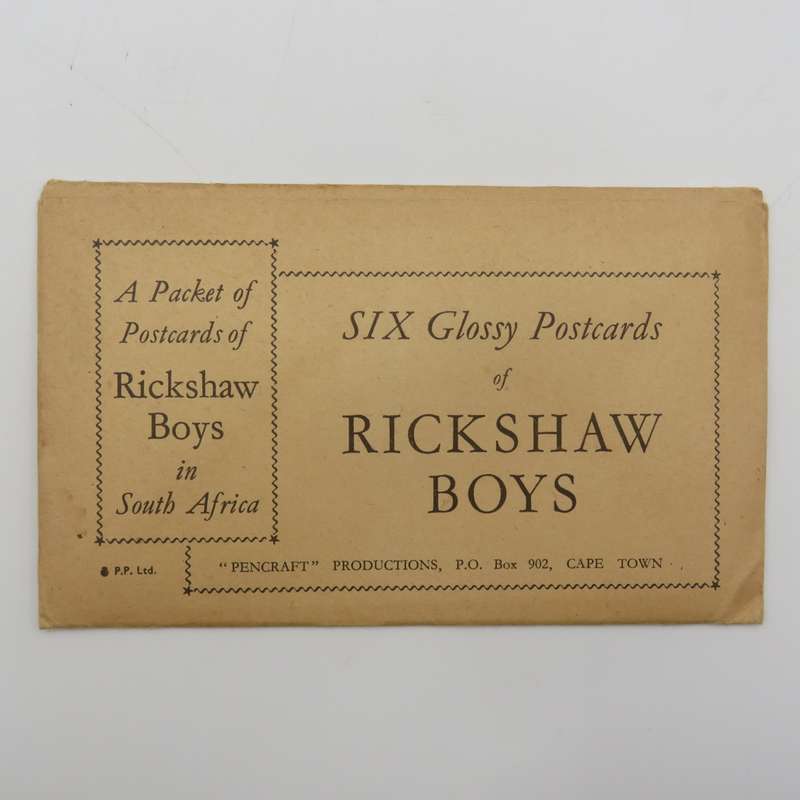 A Packet of
Postcards of
Rickshaw
Boys
in
South Africa
P.P. Ltd.
SIX Glossy Postcards
of
RICKSHAW
BOYS
"PENCRAFT" PRODUCTIONS, P.O. Box 902, CAPE TOWN